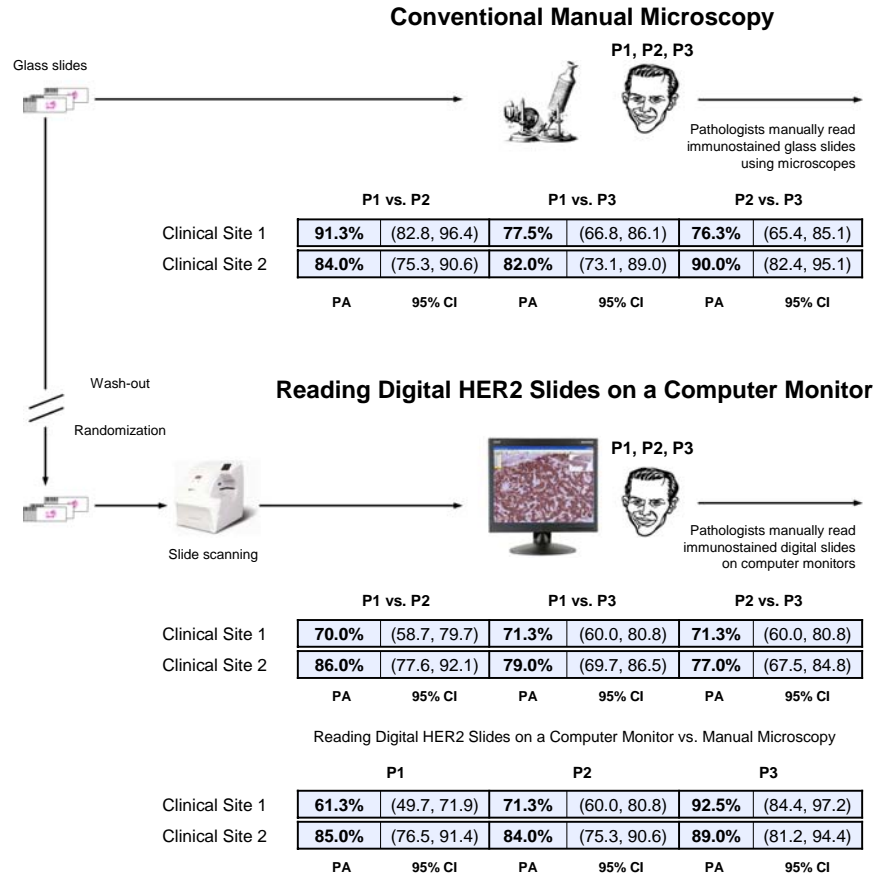 Conventional Manual Microscopy
P1, P2, P3
Glass slides
Pathologists manually read
immunostained glass slides
using microscopes
P1 vs. P2 P1 vs. P3 P2 vs. P3
Clinical Site 1 91.3% (82.8, 96.4) 77.5% (66.8, 86.1) 76.3% (65.4, 85.1)
Clinical Site 2 84.0% (75.3, 90.6) 82.0% (73.1, 89.0) 90.0% (82.4, 95.1)
PA 95% CI PA 95% CI PA 95% CI
Wash-out
Reading Digital HER2 Slides on a Computer Monitor
Randomization
P1, P2, P3
Slide scanning
Pathologists manually read
immunostained digital slides
on computer monitors
P1 vs. P2 P1 vs. P3 P2 vs. P3
Clinical Site 1 70.0% (58.7, 79.7) 71.3% (60.0, 80.8) 71.3% (60.0, 80.8)
Clinical Site 2 86.0% (77.6, 92.1) 79.0% (69.7, 86.5) 77.0% (67.5, 84.8)
PA 95% CI PA 95% CI PA 95% CI
Reading Digital HER2 Slides on a Computer Monitor vs. Manual Microscopy
P1 P2 P3
Clinical Site 1 61.3% (49.7, 71.9) 71.3% (60.0, 80.8) 92.5% (84.4, 97.2)
Clinical Site 2 85.0% (76.5, 91.4) 84.0% (75.3, 90.6) 89.0% (81.2, 94.4)
PA 95% CI PA 95% CI PA 95% CI